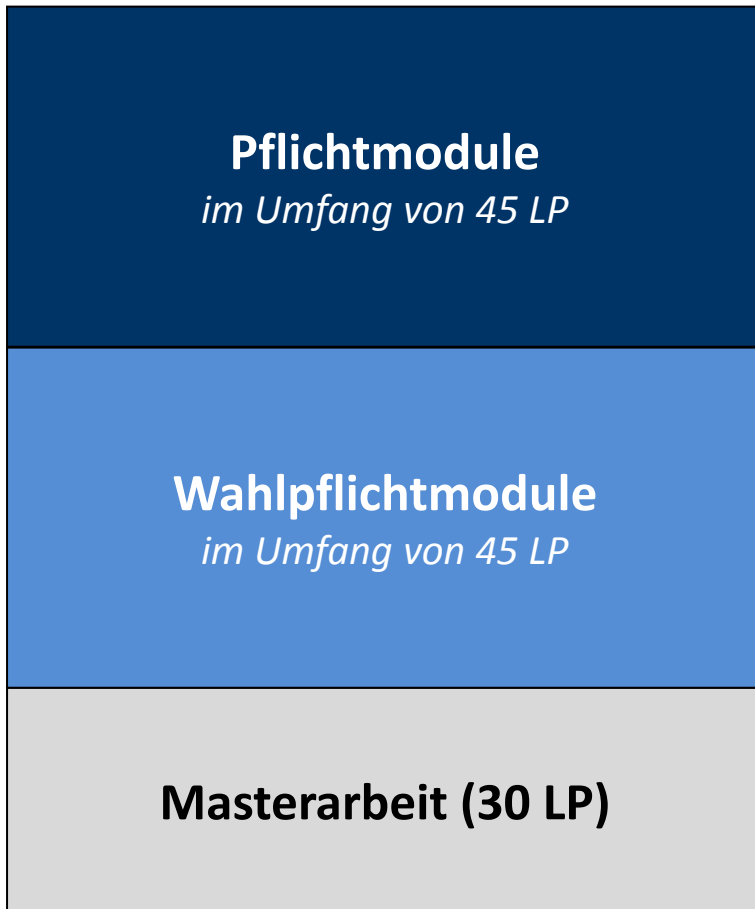 Pflichtmodule
im Umfang von 45 LP
Wahlpflichtmodule
im Umfang von 45 LP
Masterarbeit (30 LP)